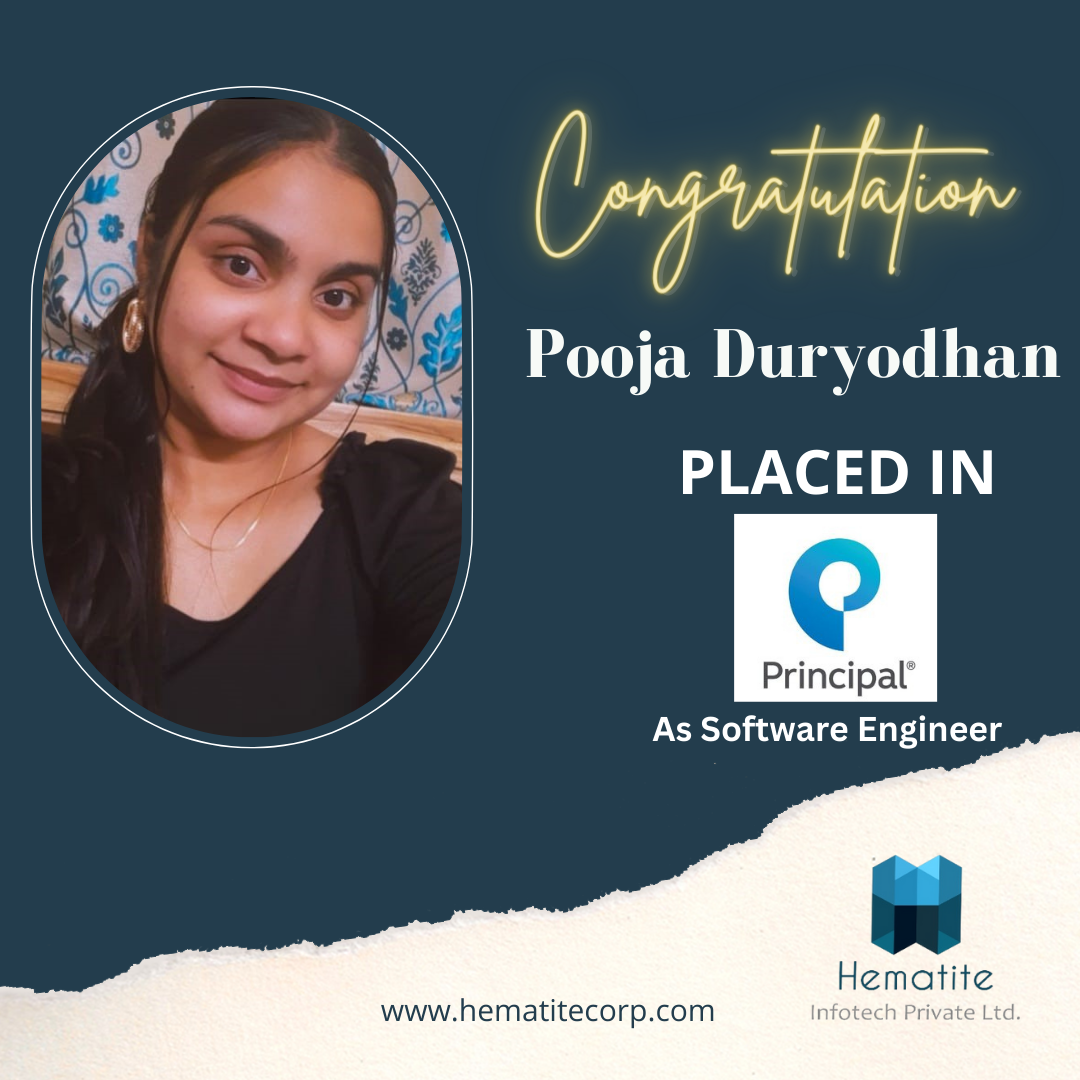 Congratulation
Pooja Duryodhan
PLACED IN
Principal®
As Software Engineer
Hematite
Infotech Private Ltd.
www.hematitecorp.com